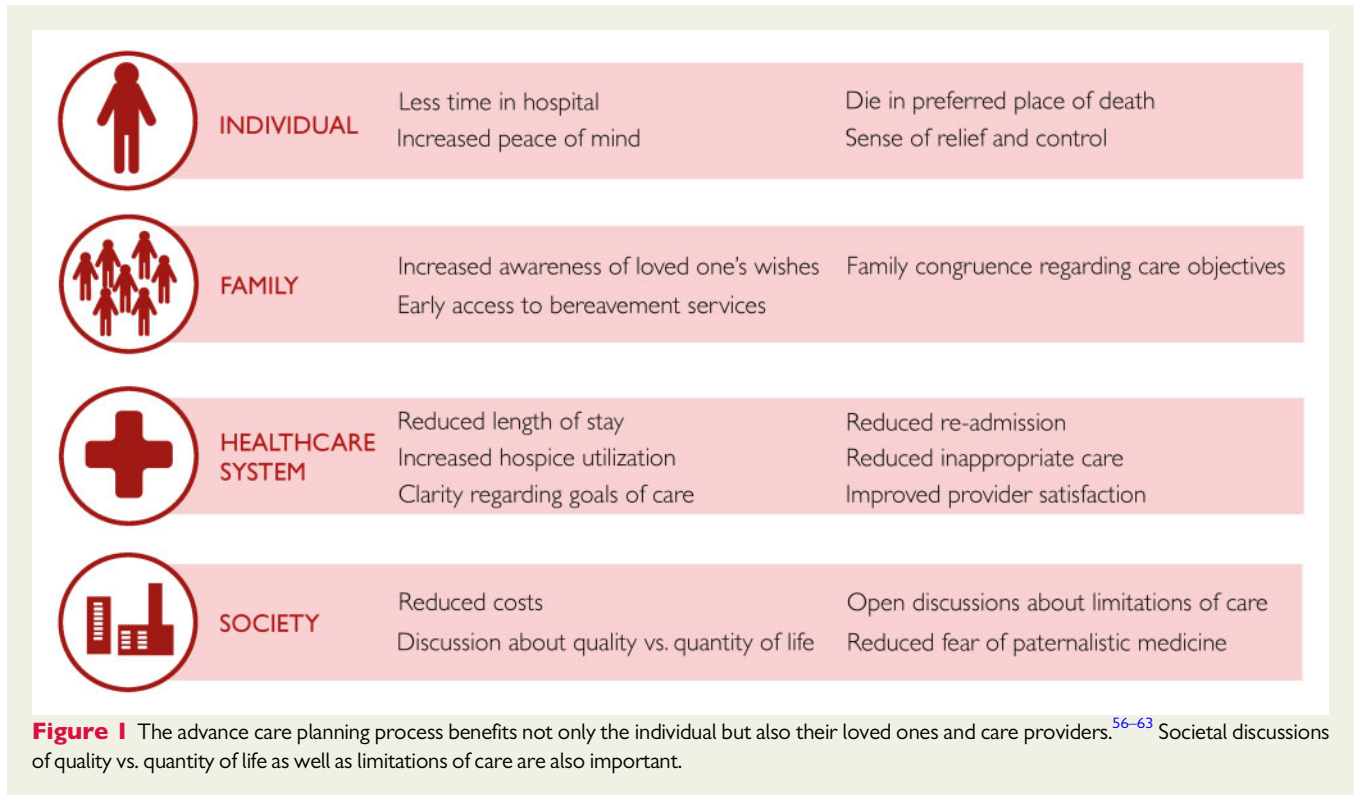 INDIVIDUAL
Less time in hospital
Increased peace of mind
Die in preferred place of death
Sense of relief and control
FAMILY
Increased awareness of loved one's wishes
Early access to bereavement services
Family congruence regarding care objectives
HEALTHCARE
SYSTEM
Reduced length of stay
Increased hospice utilization
Clarity regarding goals of care
Reduced re-admission
Reduced inappropriate care
Improved provider satisfaction
SOCIETY
Reduced costs
Discussion about quality vs. quantity of life
Open discussions about limitations of care
Reduced fear of paternalistic medicine
Figure 1 The advance care planning process benefits not only the individual but also their loved ones and care providers.56–63 Societal discussions
of quality vs. quantity of life as well as limitations of care are also important.